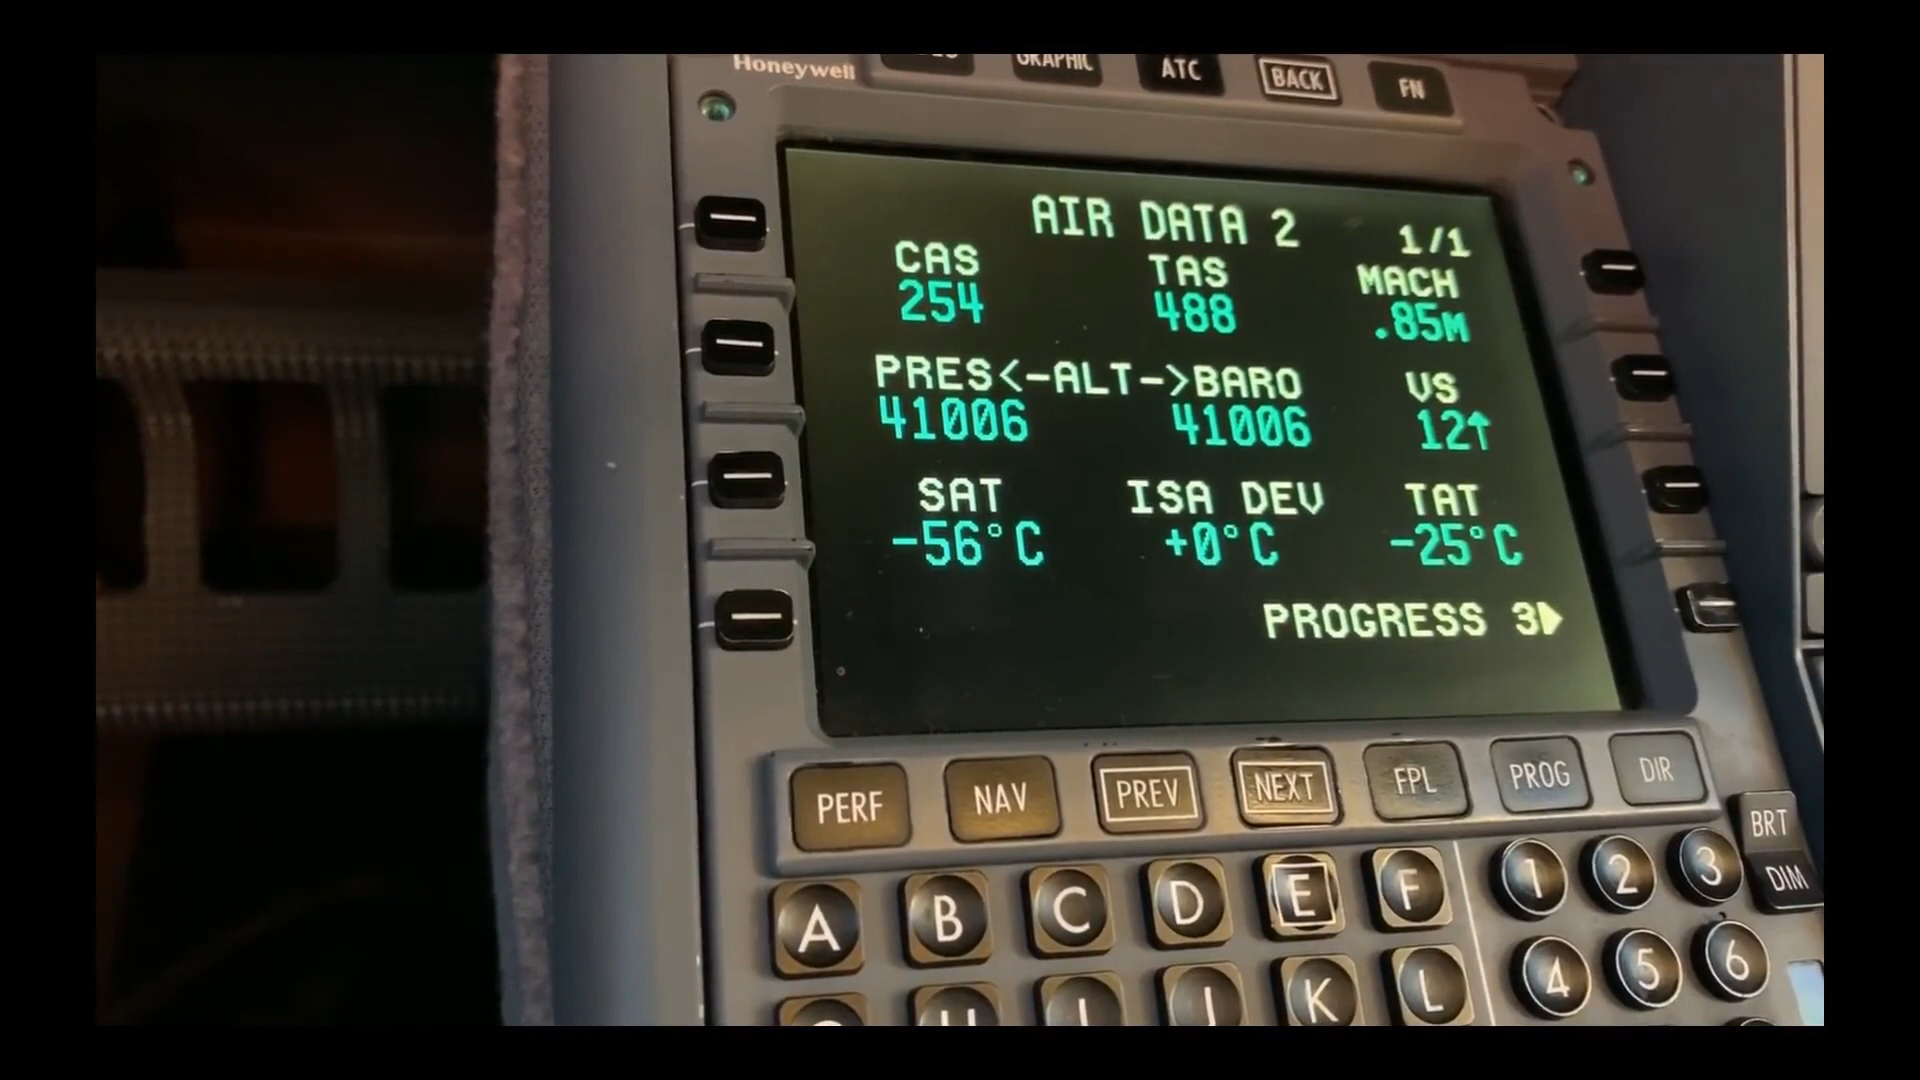 Honeywell
GRAPHIC ATC BACK FN
AIR DATA 2 1/1
CAS TAS MACH
254 488 .85M
PRES<-ALT->BARO VS
41006 41006 12↑
SAT ISA DEV TAT
-56°C +0°C -25°C
PROGRESS 3▶
PERF NAV PREV NEXT FPL PROG DIR
BRT
DIM
A B C D E F 1 2 3
J K L 4 5 6